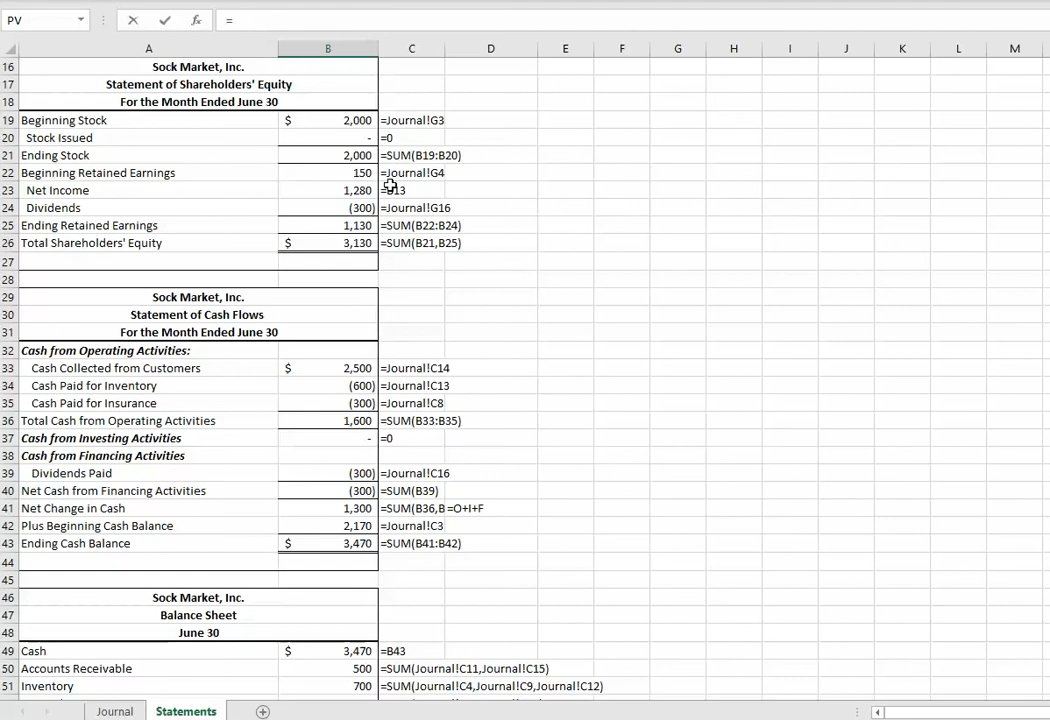 PV =
A B C D E F G H I J K L M
16 Sock Market, Inc.
17 Statement of Shareholders' Equity
18 For the Month Ended June 30
19 Beginning Stock $ 2,000 =Journal!G3
20 Stock Issued - =0
21 Ending Stock 2,000 =SUM(B19:B20)
22 Beginning Retained Earnings 150 =Journal!G4
23 Net Income 1,280
24 Dividends (300) =Journal!G16
25 Ending Retained Earnings 1,130 =SUM(B22:B24)
26 Total Shareholders' Equity $ 3,130 =SUM(B21,B25)
27
28
29 Sock Market, Inc.
30 Statement of Cash Flows
31 For the Month Ended June 30
32 Cash from Operating Activities:
33 Cash Collected from Customers $ 2,500 =Journal!C14
34 Cash Paid for Inventory (600) =Journal!C13
35 Cash Paid for Insurance (300) =Journal!C8
36 Total Cash from Operating Activities 1,600 =SUM(B33:B35)
37 Cash from Investing Activities - =0
38 Cash from Financing Activities
39 Dividends Paid (300) =Journal!C16
40 Net Cash from Financing Activities (300) =SUM(B39)
41 Net Change in Cash 1,300 =SUM(B36,B =O+I+F
42 Plus Beginning Cash Balance 2,170 =Journal!C3
43 Ending Cash Balance $ 3,470 =SUM(B41:B42)
44
45
46 Sock Market, Inc.
47 Balance Sheet
48 June 30
49 Cash $ 3,470 =B43
50 Accounts Receivable 500 =SUM(Journal!C11,Journal!C15)
51 Inventory 700 =SUM(Journal!C4,Journal!C9,Journal!C12)
Journal Statements